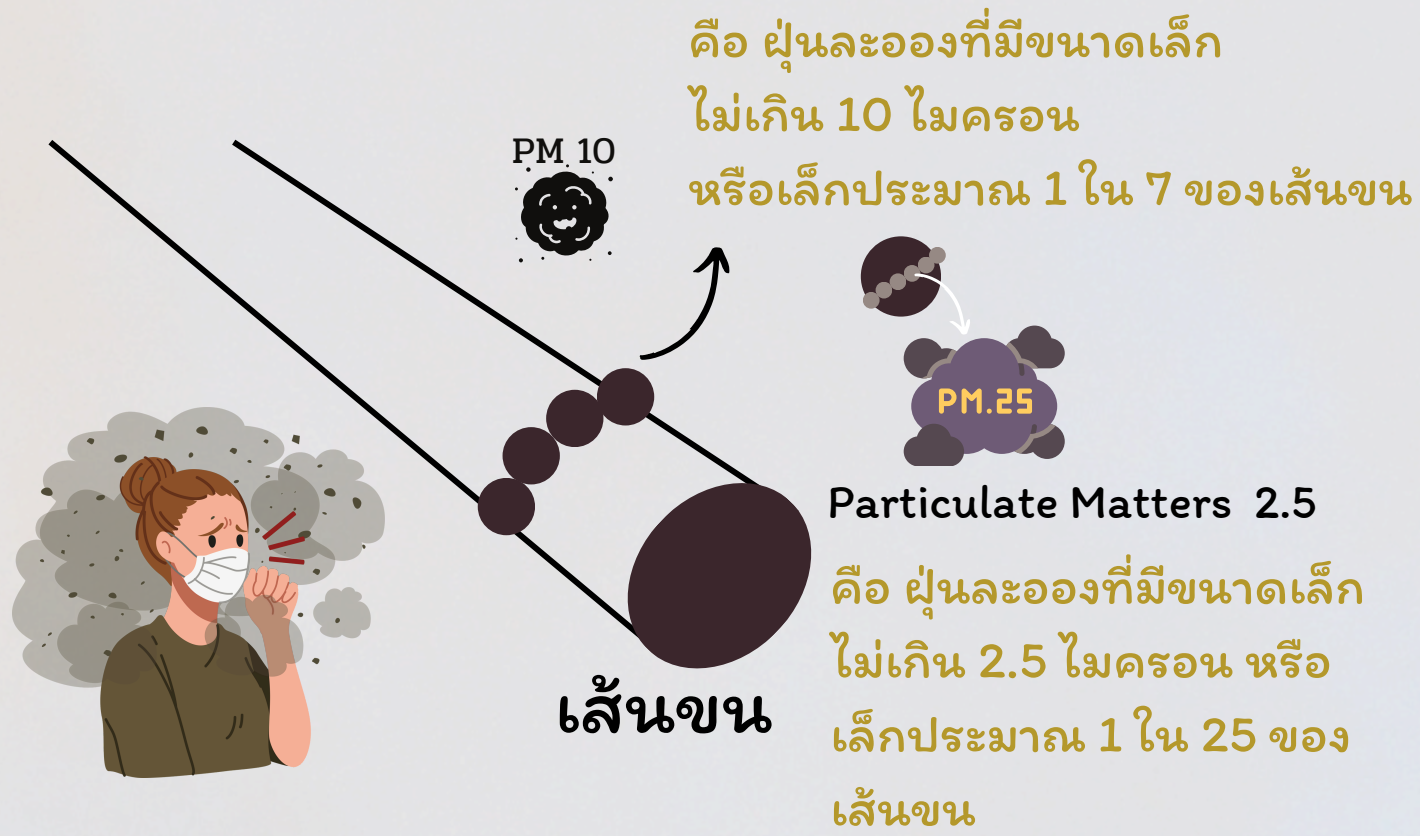 คือ ฝุ่นละอองที่มีขนาดเล็ก
ไม่เกิน 10 ไมครอน
หรือเล็กประมาณ 1 ใน 7 ของเส้นขน
PM 10
PM.25
Particulate Matters 2.5
คือ ฝุ่นละอองที่มีขนาดเล็ก
ไม่เกิน 2.5 ไมครอน หรือ
เล็กประมาณ 1 ใน 25 ของ
เส้นขน
เส้นขน